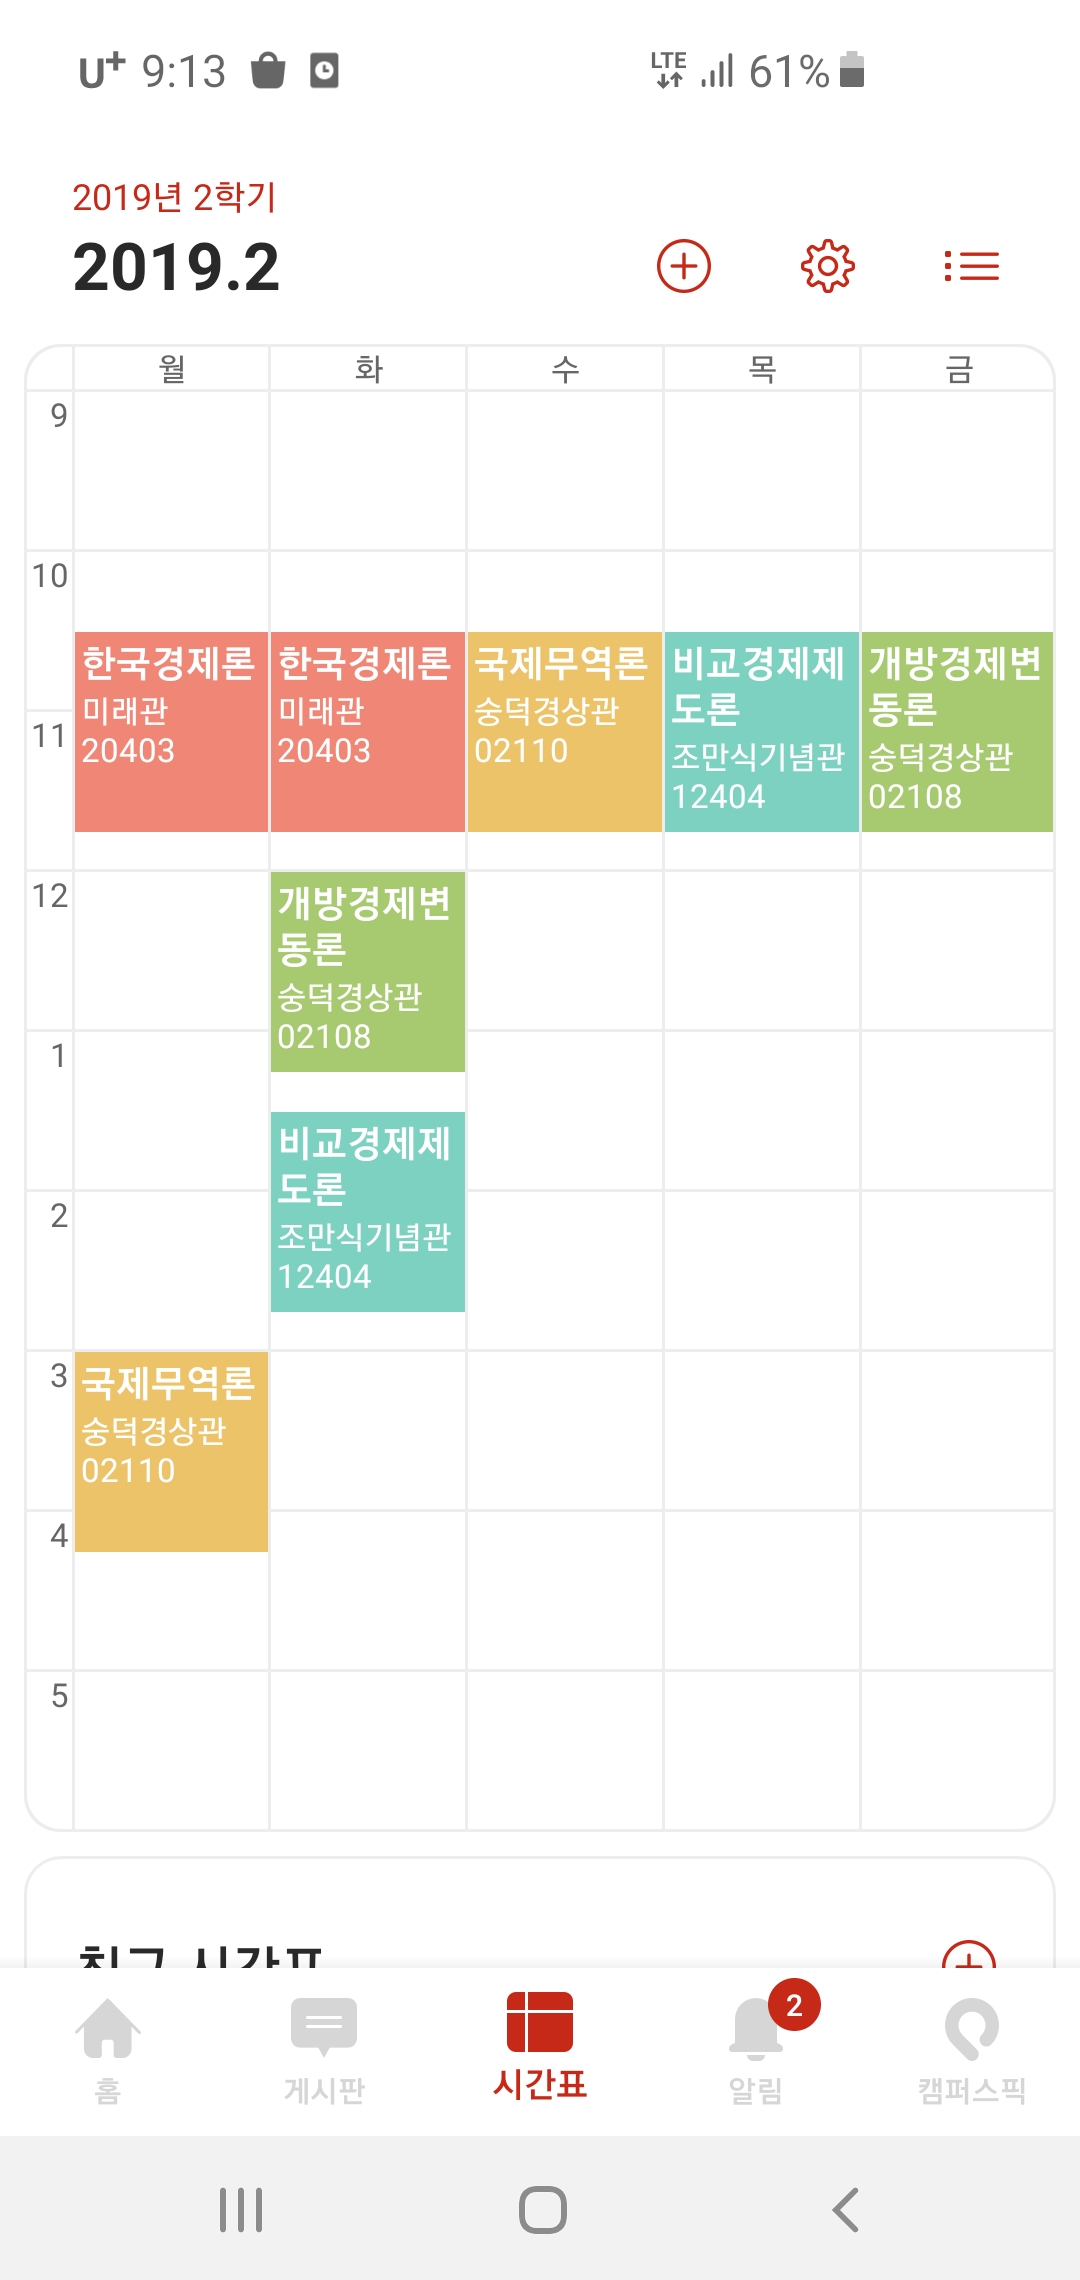 U+ 9:13 LTE 61%
2019년 2학기
2019.2
월 화 수 목 금
9
10
한국경제론 한국경제론 국제무역론 비교경제제 개방경제변
도론 동론
미래관 미래관 숭덕경상관 조만식기념관 숭덕경상관
20403 20403 02110 12404 02108
11
12
개방경제변
동론
숭덕경상관
02108
1
비교경제제
도론
조만식기념관
12404
2
3
국제무역론
숭덕경상관
02110
4
5
친구 시간표
2
홈 게시판 시간표 알림 캠퍼스픽